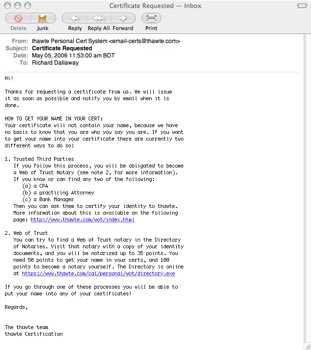 Certificate Requested — Inbox
Delete Junk Reply Reply All Forward Print
From: thawte Personal Cert System <email-certs@thawte.com>
Subject: Certificate Requested
Date: May 05, 2006 11:53:00 am BDT
To: Richard Dallaway
Hi!
Thanks for requesting a certificate from us. We will issue
it as soon as possible and notify you by email when it is
done.
HOW TO GET YOUR NAME IN YOUR CERT:
Your certificate will not contain your name, because we have
no basis to know that you are who you say you are. If you want
to get your name into your certificate there are currently two
different ways to do so:
1. Trusted Third Parties
If you follow this process, you will be obligated to become
a Web of Trust Notary (see note 2, for more information).
If you know or can find any two of the following:
(a) a CPA
(b) a practicing Attorney
(c) a Bank Manager
Then you can ask them to certify your identity to thawte.
More information about this is available on the following
page: http://www.thawte.com/wot/index.html
2. Web of Trust
You can try to find a Web of Trust notary in the Directory
of Notaries. Visit that notary with a copy of your identity
documents, and you will be notarized up to 35 points. You
need 50 points to get your name in your certs, and 100
points to become a notary yourself. The Directory is online
at https://www.thawte.com/cgi/personal/wot/directory.exe
If you go through one of these processes you will be able to
put your name into any of your certificates!
Regards,
The thawte team
thawte Certification